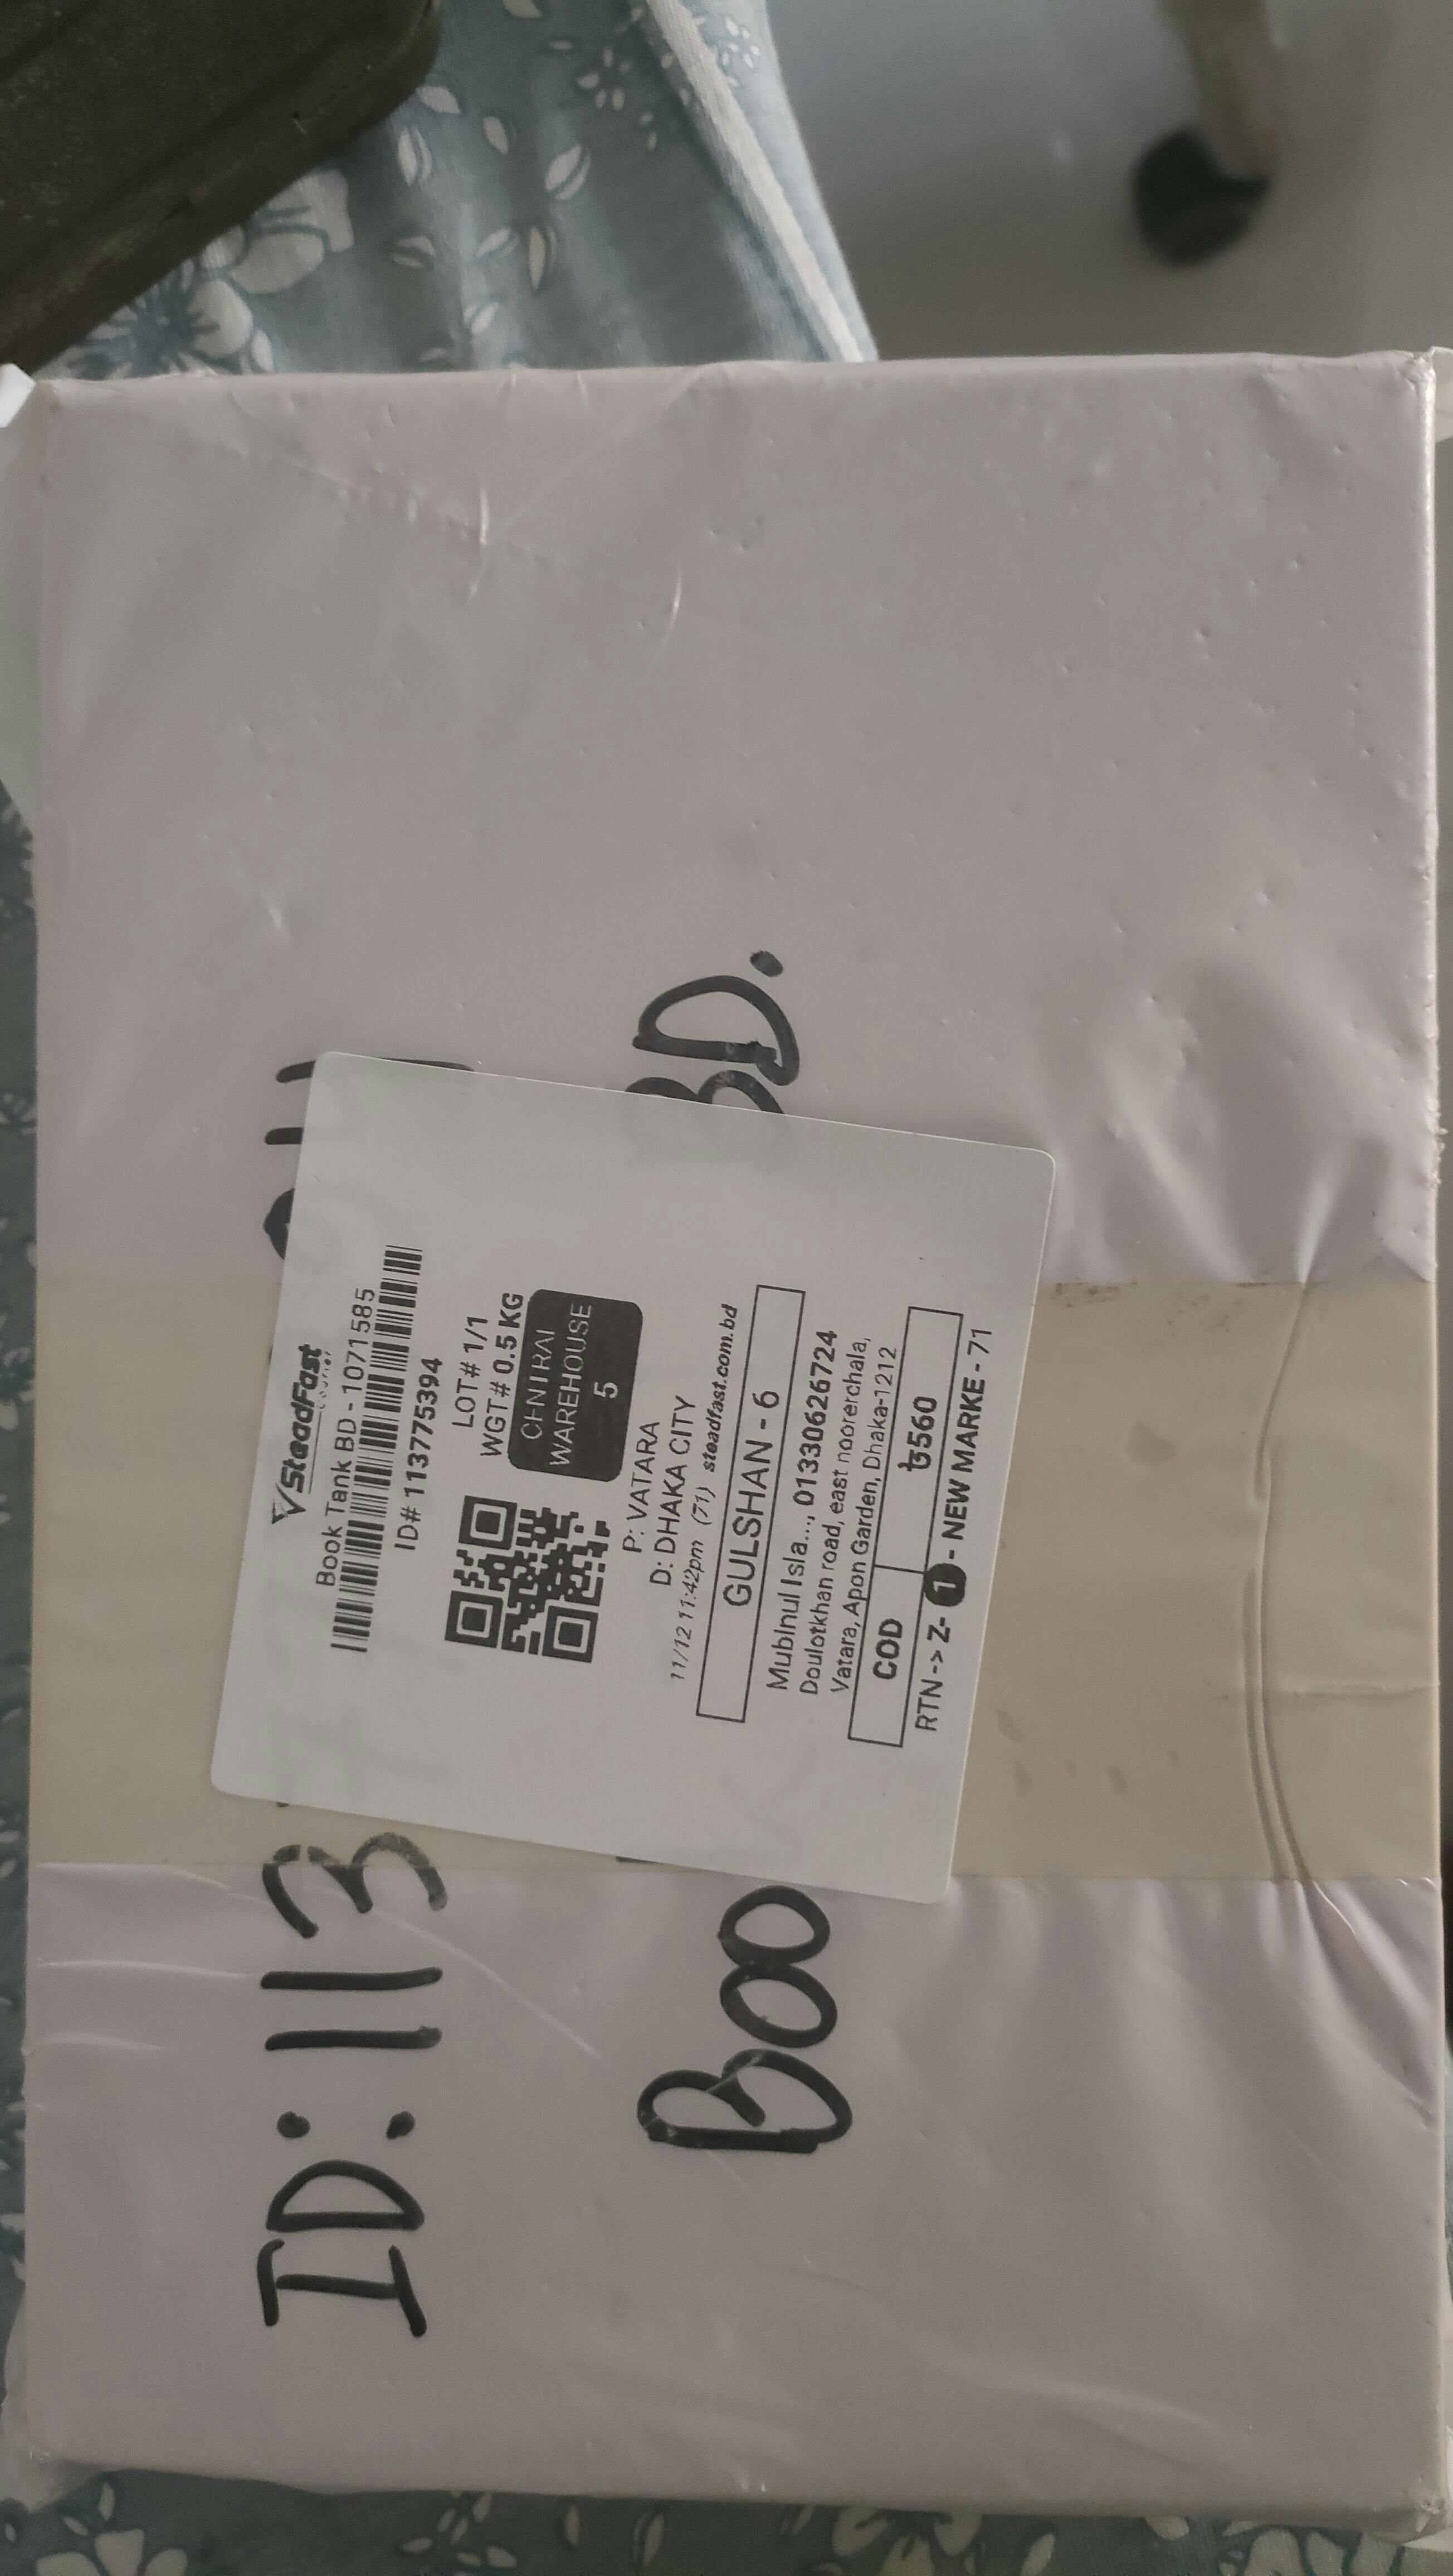 SteadFast
COURIER
Book Tank BD - 1071585
ID# 113775394
LOT# 1/1
WGT# 0.5 KG
CENTRAL
WAREHOUSE
5
P: VATARA
D: DHAKA CITY
11/12 11:42pm (71) steadfast.com.bd
GULSHAN - 6
MubInul Isla..., 01330626724
Doulotkhan road, east noorerchala,
Vatara, Apon Garden, Dhaka-1212
COD ৳560
RTN -> Z- 1 - NEW MARKE - 71
ID: 113
Boo BD.